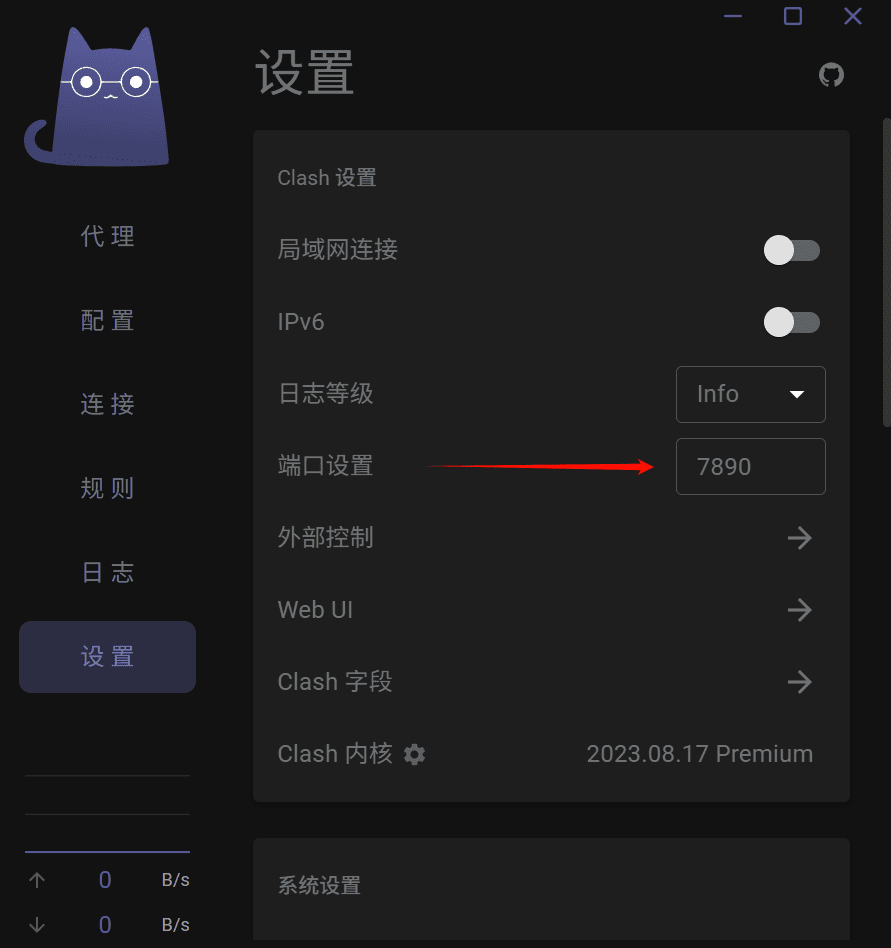 设置
Clash 设置
局域网连接
IPv6
日志等级 Info
端口设置 7890
外部控制
Web UI
Clash 字段
Clash 内核 2023.08.17 Premium
系统设置
代理
配置
连接
规则
日志
设置
0 B/s
0 B/s